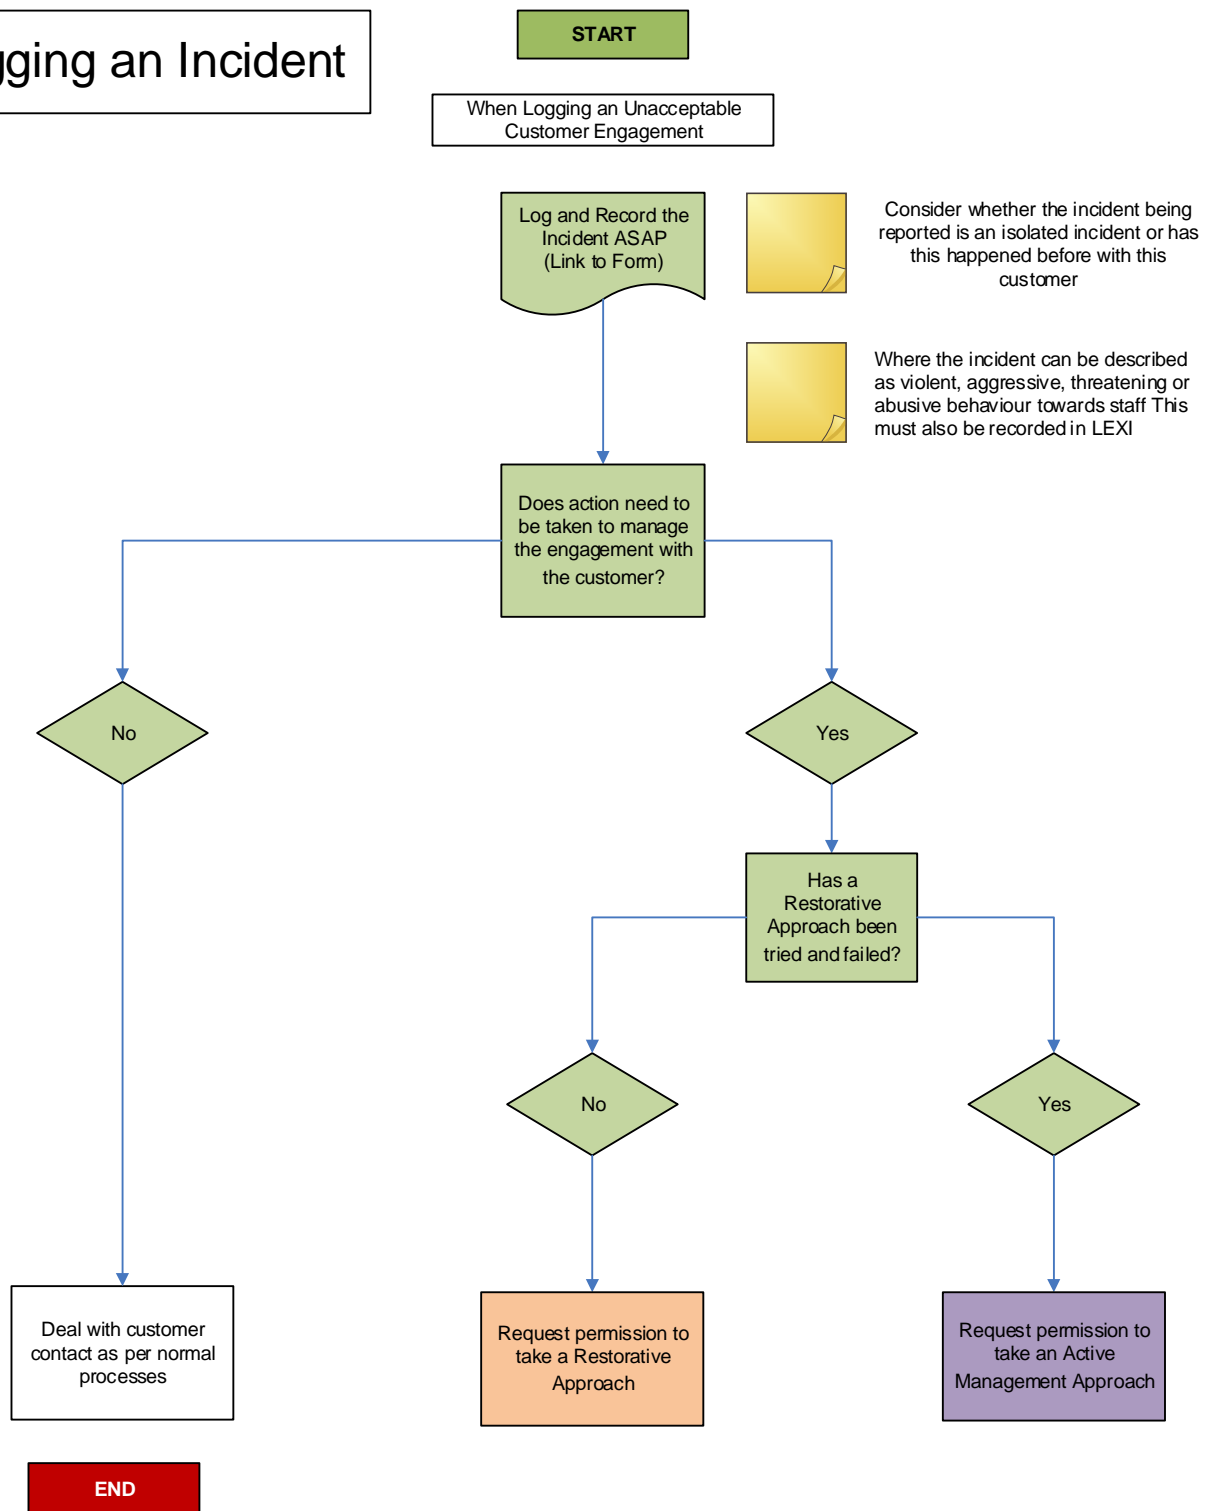 ging an Incident
START
When Logging an Unacceptable
Customer Engagement
Log and Record the
Incident ASAP
(Link to Form)
Consider whether the incident being
reported is an isolated incident or has
this happened before with this
customer
Where the incident can be described
as violent, aggressive, threatening or
abusive behaviour towards staff This
must also be recorded in LEXI
Does action need to
be taken to manage
the engagement with
the customer?
No
Yes
Has a
Restorative
Approach been
tried and failed?
No
Yes
Deal with customer
contact as per normal
processes
Request permission to
take a Restorative
Approach
Request permission to
take an Active
Management Approach
END